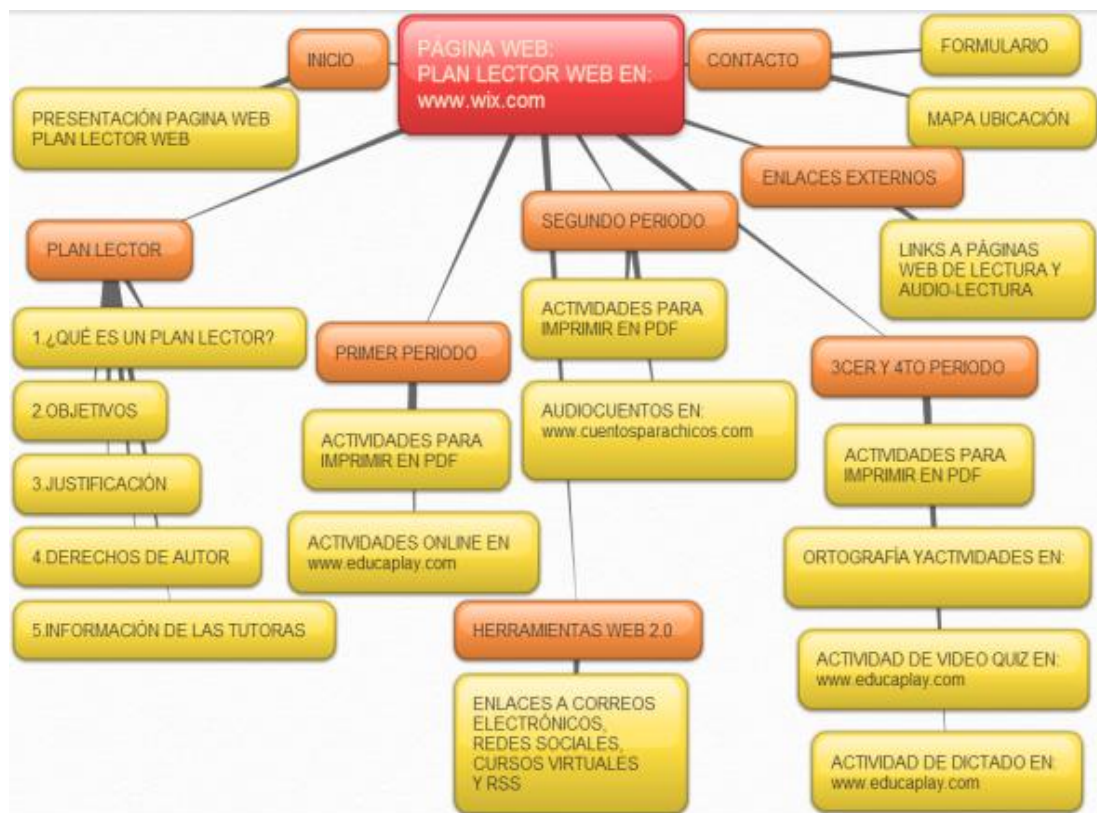 PÁGINA WEB:
PLAN LECTOR WEB EN:
www.wix.com
INICIO
PRESENTACIÓN PAGINA WEB
PLAN LECTOR WEB
CONTACTO
FORMULARIO
MAPA UBICACIÓN
ENLACES EXTERNOS
LINKS A PÁGINAS
WEB DE LECTURA Y
AUDIO-LECTURA
PLAN LECTOR
1.¿QUÉ ES UN PLAN LECTOR?
2.OBJETIVOS
3.JUSTIFICACIÓN
4.DERECHOS DE AUTOR
5.INFORMACIÓN DE LAS TUTORAS
PRIMER PERIODO
ACTIVIDADES PARA
IMPRIMIR EN PDF
ACTIVIDADES ONLINE EN
www.educaplay.com
SEGUNDO PERIODO
ACTIVIDADES PARA
IMPRIMIR EN PDF
AUDIOCUENTOS EN:
www.cuentosparachicos.com
HERRAMIENTAS WEB 2.0
ENLACES A CORREOS
ELECTRÓNICOS,
REDES SOCIALES,
CURSOS VIRTUALES
Y RSS
3CER Y 4TO PERIODO
ACTIVIDADES PARA
IMPRIMIR EN PDF
ORTOGRAFÍA YACTIVIDADES EN:
ACTIVIDAD DE VIDEO QUIZ EN:
www.educaplay.com
ACTIVIDAD DE DICTADO EN:
www.educaplay.com